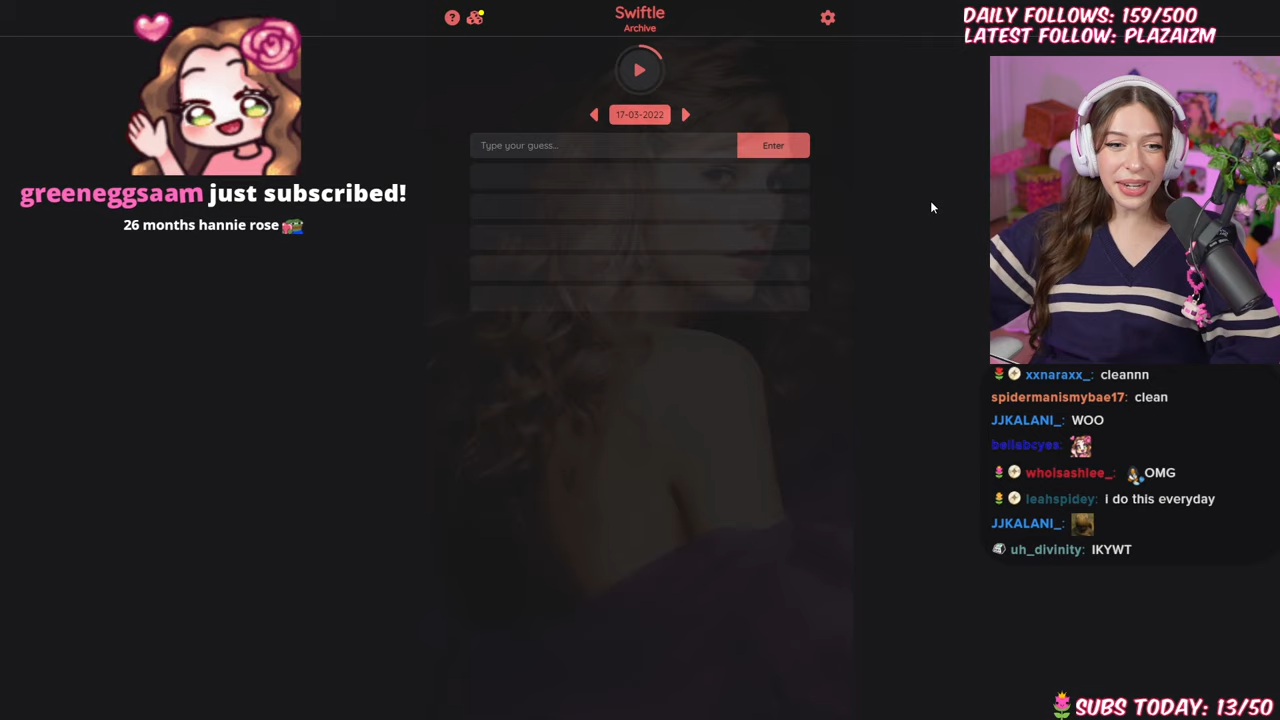 Swiftle
Archive
DAILY FOLLOWS: 159/500
LATEST FOLLOW: PLAZAIZM
17-03-2022
Type your guess...
Enter
greeneggsaam just subscribed!
26 months hannie rose
xxnaraxx_: cleannn
spidermanismybae17: clean
JJKALANI_: WOO
bellabcyes:
whoisashlee_: OMG
leahspidey: i do this everyday
JJKALANI_:
uh_divinity: IKYWT
SUBS TODAY: 13/50